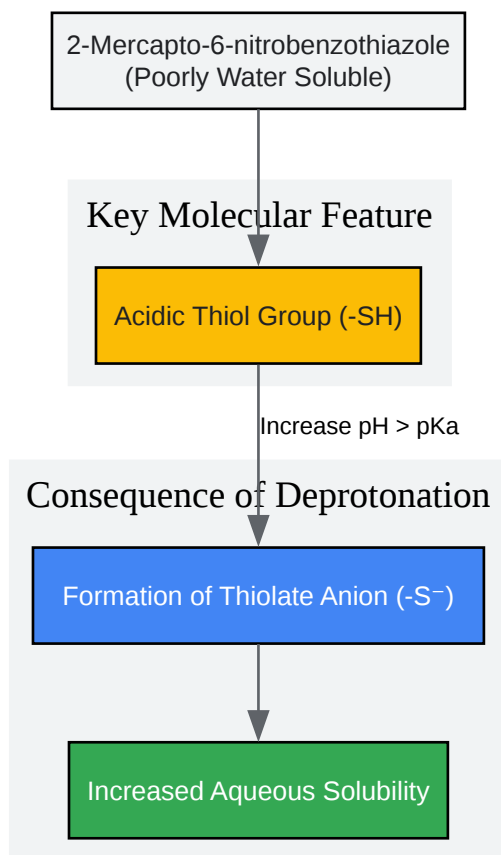 2-Mercapto-6-nitrobenzothiazole
(Poorly Water Soluble)
Key Molecular Feature
Acidic Thiol Group (-SH)
Increase pH > pKa
Consequence of Deprotonation
Formation of Thiolate Anion (-S⁻)
Increased Aqueous Solubility